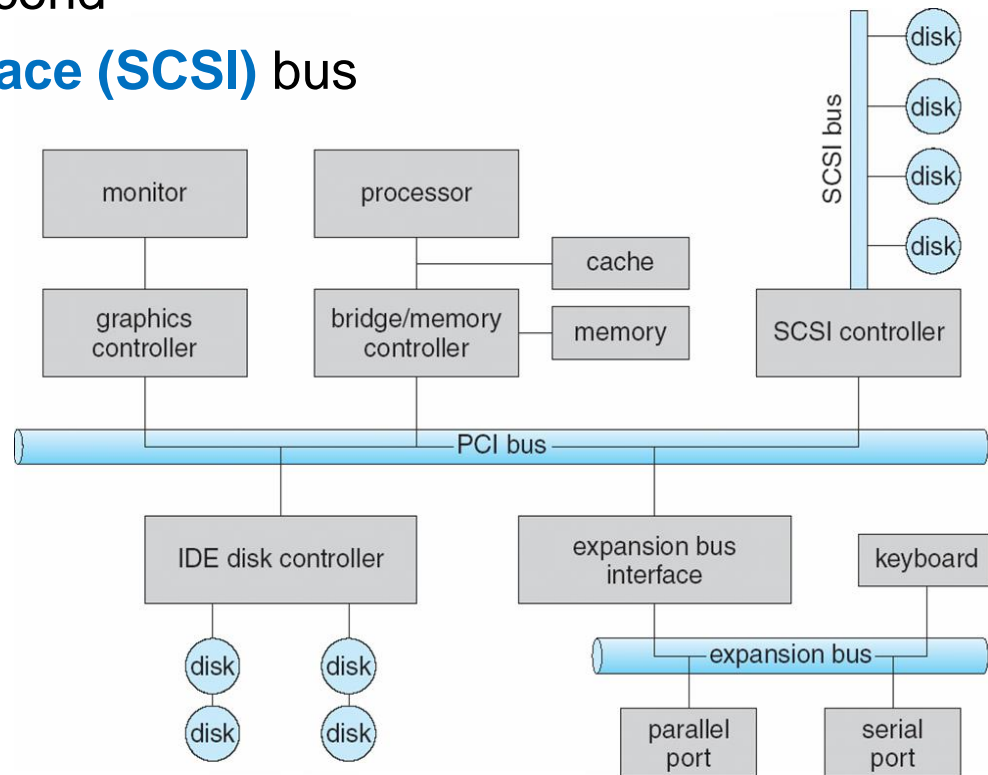 ace (SCSI) bus
disk
disk
disk
disk
SCSI bus
monitor
processor
cache
graphics
controller
bridge/memory
controller
memory
SCSI controller
PCI bus
IDE disk controller
expansion bus
interface
keyboard
disk
disk
disk
disk
expansion bus
parallel
port
serial
port